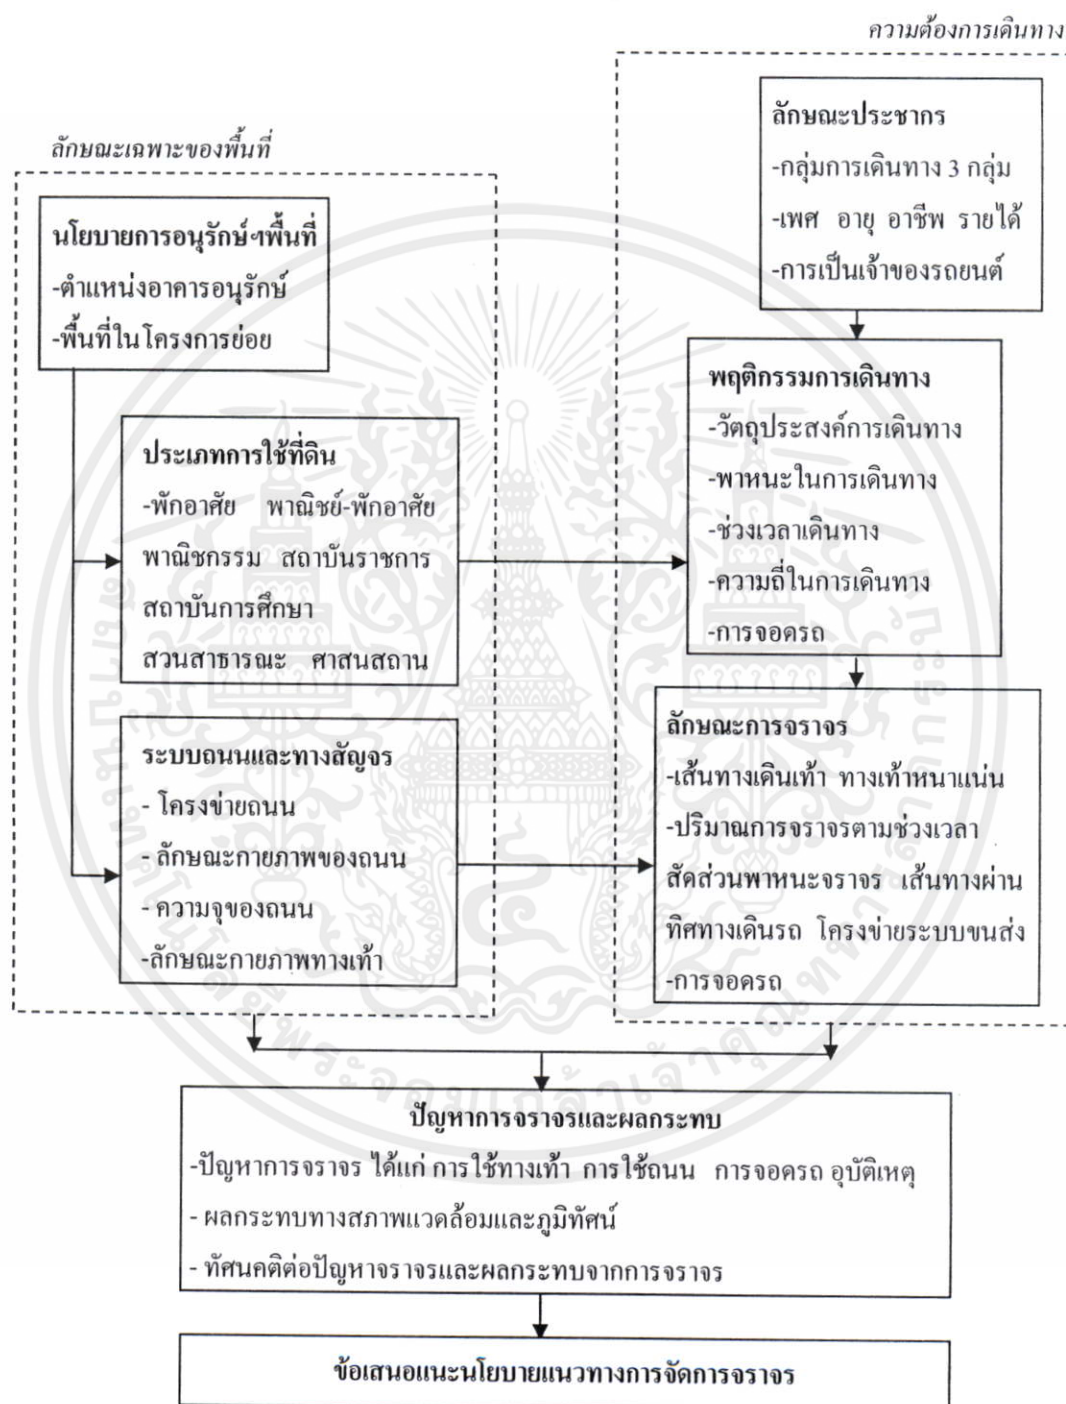 ความต้องการเดินทาง
ลักษณะประชากร
-กลุ่มการเดินทาง 3 กลุ่ม
-เพศ อายุ อาชีพ รายได้
-การเป็นเจ้าของรถยนต์
ลักษณะเฉพาะของพื้นที่
นโยบายการอนุรักษ์ฯพื้นที่
-ตำแหน่งอาคารอนุรักษ์
-พื้นที่ในโครงการย่อย
พฤติกรรมการเดินทาง
-วัตถุประสงค์การเดินทาง
-พาหนะในการเดินทาง
-ช่วงเวลาเดินทาง
-ความถี่ในการเดินทาง
-การจอดรถ
ประเภทการใช้ที่ดิน
-พักอาศัย พาณิชย์-พักอาศัย
พาณิชกรรม สถาบันราชการ
สถาบันการศึกษา
สวนสาธารณะ ศาสนสถาน
ลักษณะการจราจร
-เส้นทางเดินเท้า ทางเท้าหนาแน่น
-ปริมาณการจราจรตามช่วงเวลา
สัดส่วนพาหนะจราจร เส้นทางผ่าน
ทิศทางเดินรถ โครงข่ายระบบขนส่ง
-การจอดรถ
ระบบถนนและทางสัญจร
- โครงข่ายถนน
- ลักษณะกายภาพของถนน
- ความจุของถนน
-ลักษณะกายภาพทางเท้า
ปัญหาการจราจรและผลกระทบ
-ปัญหาการจราจร ได้แก่ การใช้ทางเท้า การใช้ถนน การจอดรถ อุบัติเหตุ
- ผลกระทบทางสภาพแวดล้อมและภูมิทัศน์
- ทัศนคติต่อปัญหาจราจรและผลกระทบจากการจราจร
ข้อเสนอแนะนโยบายแนวทางการจัดการจราจร